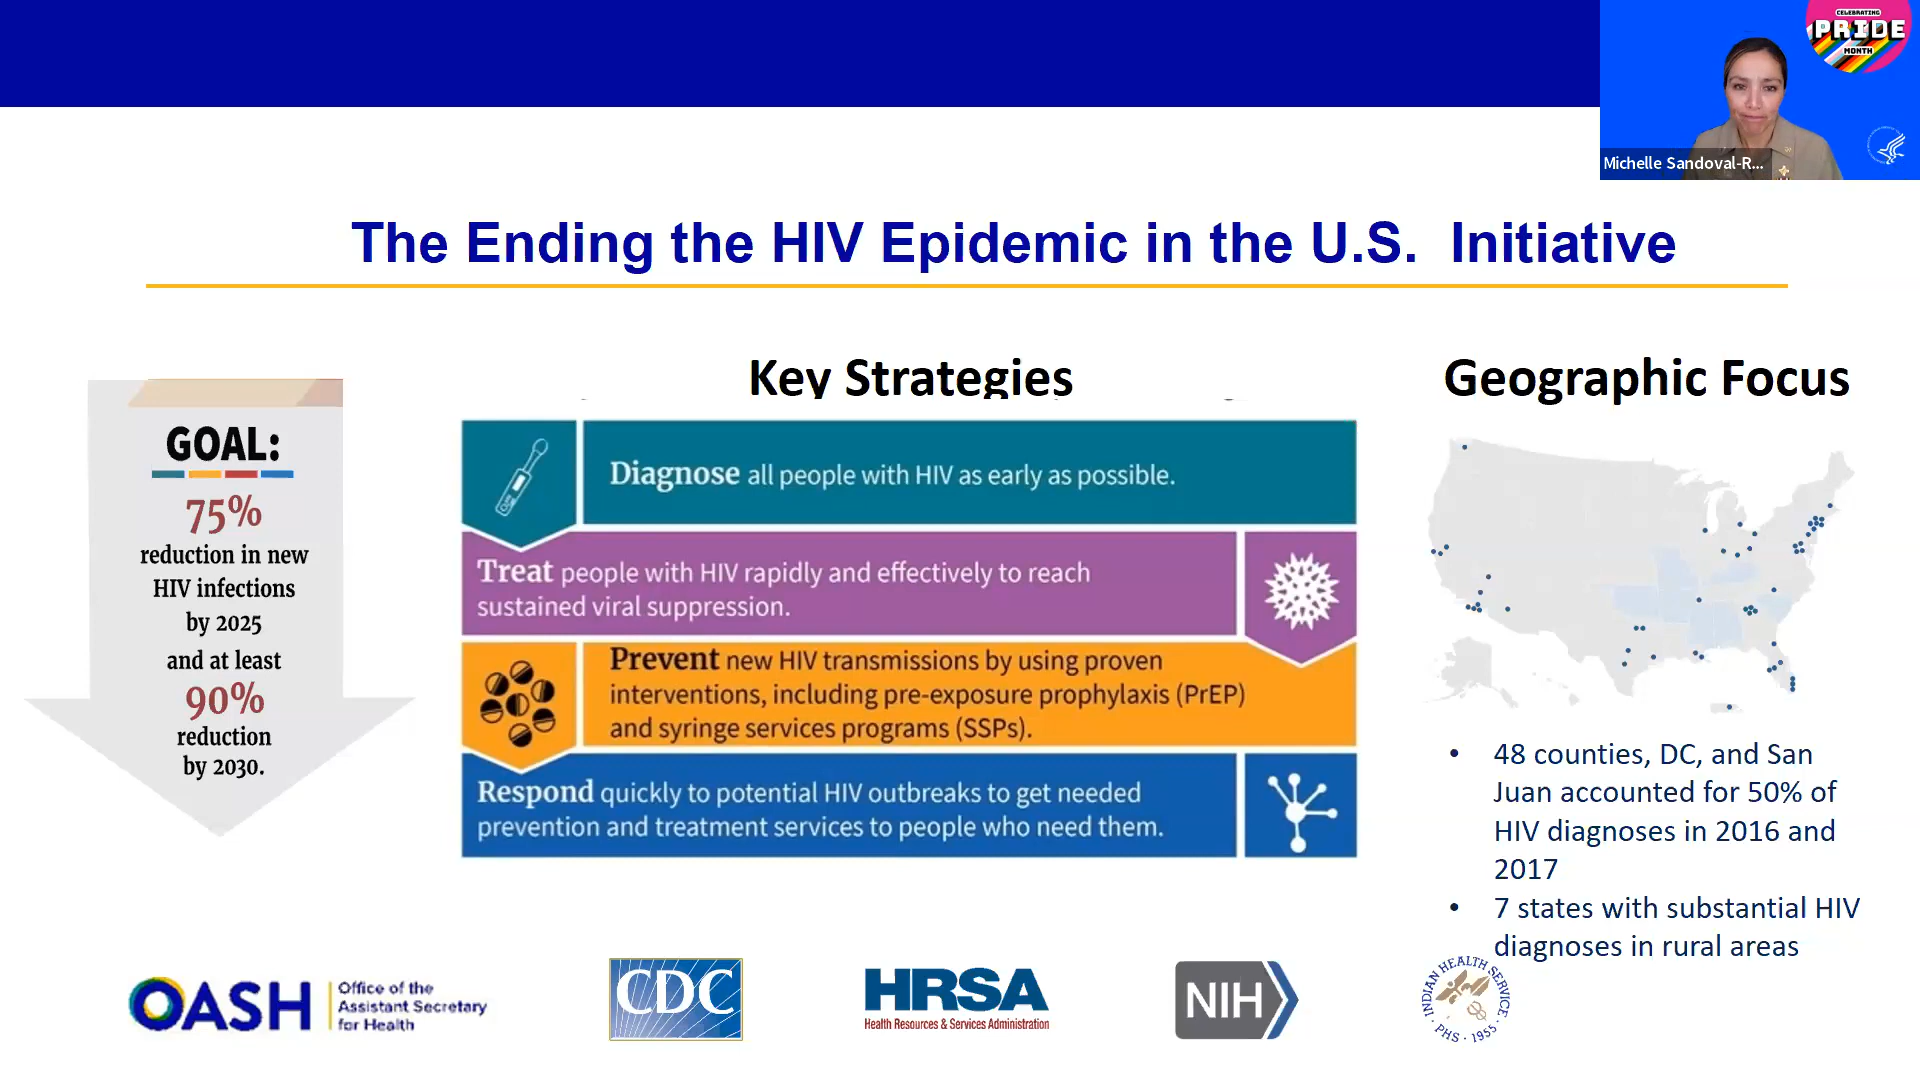 CELEBRATING
PRIDE
MONTH
Michelle Sandoval-R...
The Ending the HIV Epidemic in the U.S. Initiative
GOAL:
75%
reduction in new
HIV infections
by 2025
and at least
90%
reduction
by 2030.
Key Strategies
Diagnose all people with HIV as early as possible.
Treat people with HIV rapidly and effectively to reach
sustained viral suppression.
Prevent new HIV transmissions by using proven
interventions, including pre-exposure prophylaxis (PrEP)
and syringe services programs (SSPs).
Respond quickly to potential HIV outbreaks to get needed
prevention and treatment services to people who need them.
Geographic Focus
• 48 counties, DC, and San
Juan accounted for 50% of
HIV diagnoses in 2016 and
2017
• 7 states with substantial HIV
diagnoses in rural areas
OASH
Office of the
Assistant Secretary
for Health
CDC
HRSA
Health Resources & Services Administration
NIH
INDIAN HEALTH SERVICE
· PHS · 1955 ·